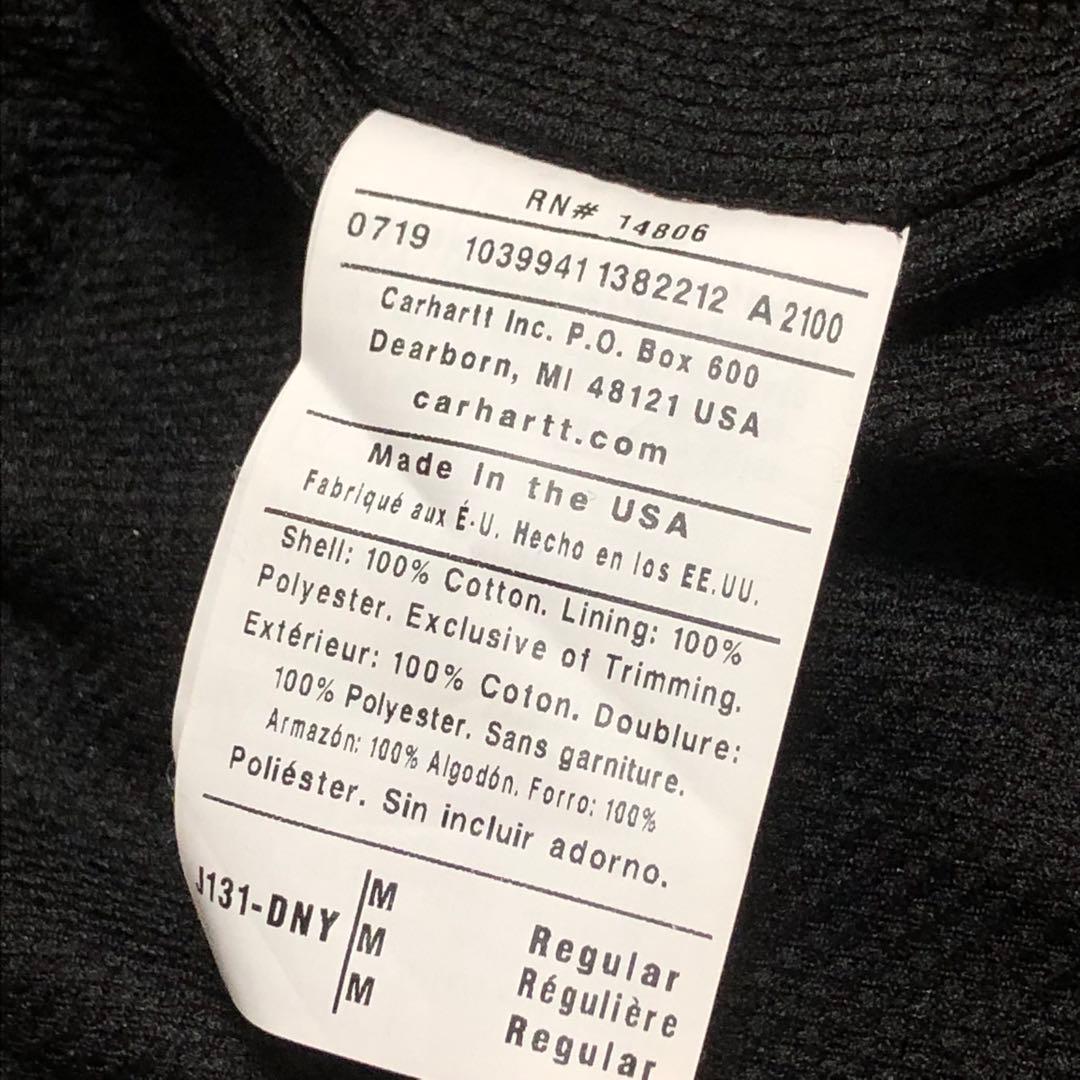 RN# 14806
0719 1039941 1382212 A 2100
Carhartt Inc. P.O. Box 600
Dearborn, MI 48121 USA
carhartt.com
Made In the USA
Fabriqué aux É-U. Hecho en los EE.UU.
Shell: 100% Cotton. Lining: 100%
Polyester. Exclusive of Trimming.
Extérieur: 100% Coton. Doublure:
100% Polyester. Sans garniture.
Armazón: 100% Algodón. Forro: 100%
Poliéster. Sin incluir adorno.
J131-DNY M Regular
M Régulière
M Regular